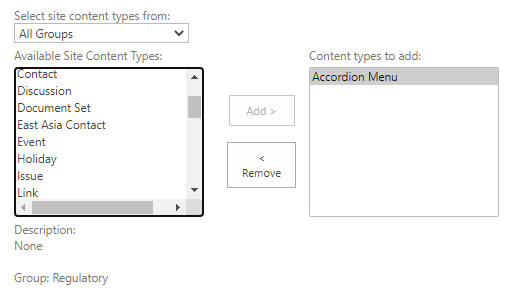 Select site content types from:
All Groups
Available Site Content Types:
Contact
Discussion
Document Set
East Asia Contact
Event
Holiday
Issue
Link
Add >
<
Remove
Content types to add:
Accordion Menu
Description:
None
Group: Regulatory